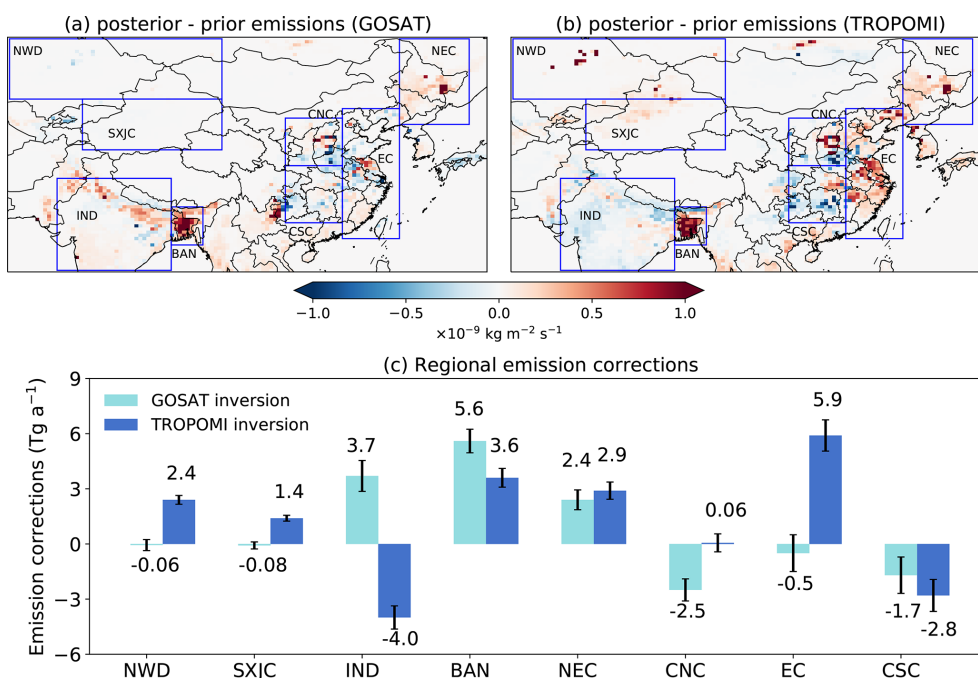 (a) posterior - prior emissions (GOSAT)
(b) posterior - prior emissions (TROPOMI)
NWD
NEC
CNC
SXJC
EC
IND
CSC
BAN
NWD
NEC
CNC
SXJC
EC
IND
CSC
BAN
−1.0 −0.5 0.0 0.5 1.0
×10⁻⁹ kg m⁻² s⁻¹
(c) Regional emission corrections
Emission corrections (Tg a⁻¹)
9
6
3
0
−3
−6
GOSAT inversion
TROPOMI inversion
-0.06
2.4
-0.08
1.4
3.7
-4.0
5.6
3.6
2.4
2.9
-2.5
0.06
-0.5
5.9
-1.7
-2.8
NWD SXJC IND BAN NEC CNC EC CSC